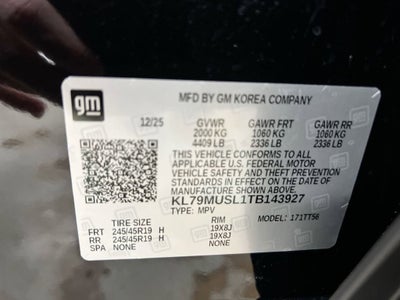 gm
MFD BY GM KOREA COMPANY
12/25 GVWR GAWR FRT GAWR RR
2000 KG 1060 KG 1060 KG
4409 LB 2336 LB 2336 LB
THIS VEHICLE CONFORMS TO ALL
APPLICABLE U.S. FEDERAL MOTOR
VEHICLE SAFETY AND THEFT PREVENTION
STANDARDS IN EFFECT ON THE DATE OF
MANUFACTURE SHOWN ABOVE.
KL79MUSL1TB143927
TYPE: MPV MODEL: 1TT56
TIRE SIZE RIM
FRT 245/45R19 H 19X8J
RR 245/45R19 H 19X8J
SPA NONE NONE